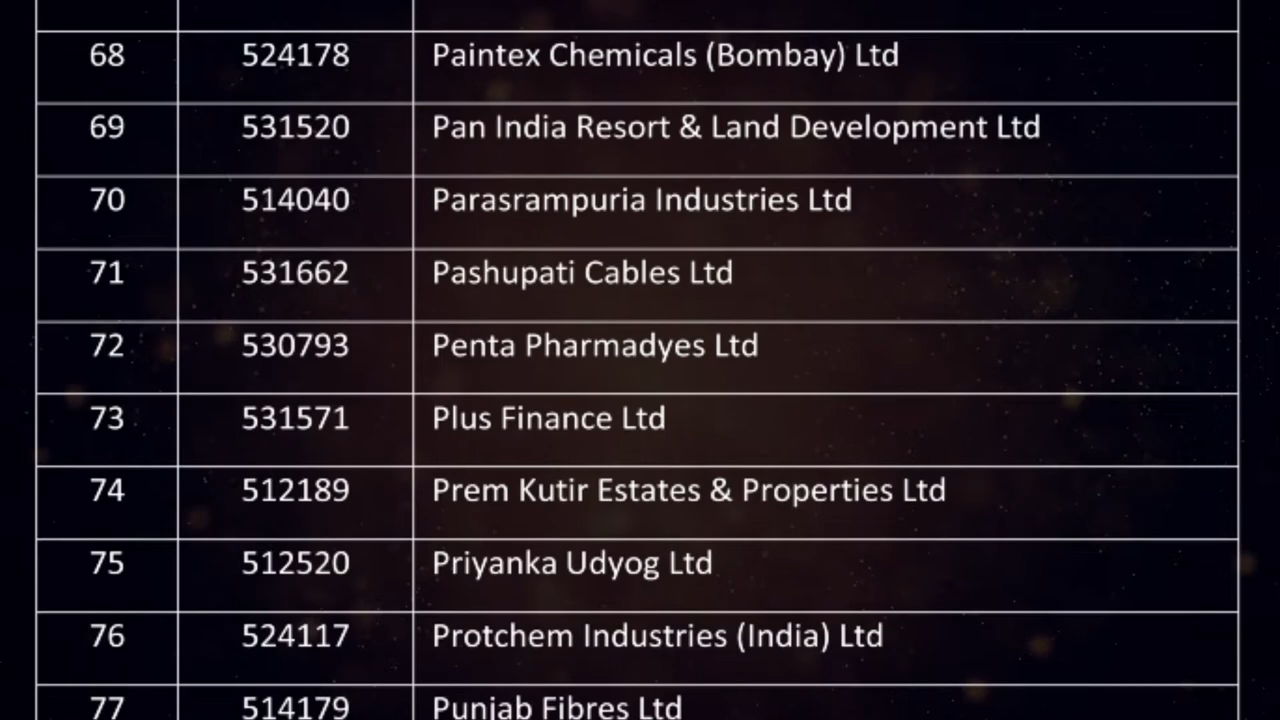 68 524178 Paintex Chemicals (Bombay) Ltd
69 531520 Pan India Resort & Land Development Ltd
70 514040 Parasrampuria Industries Ltd
71 531662 Pashupati Cables Ltd
72 530793 Penta Pharmadyes Ltd
73 531571 Plus Finance Ltd
74 512189 Prem Kutir Estates & Properties Ltd
75 512520 Priyanka Udyog Ltd
76 524117 Protchem Industries (India) Ltd
77 514179 Punjab Fibres Ltd